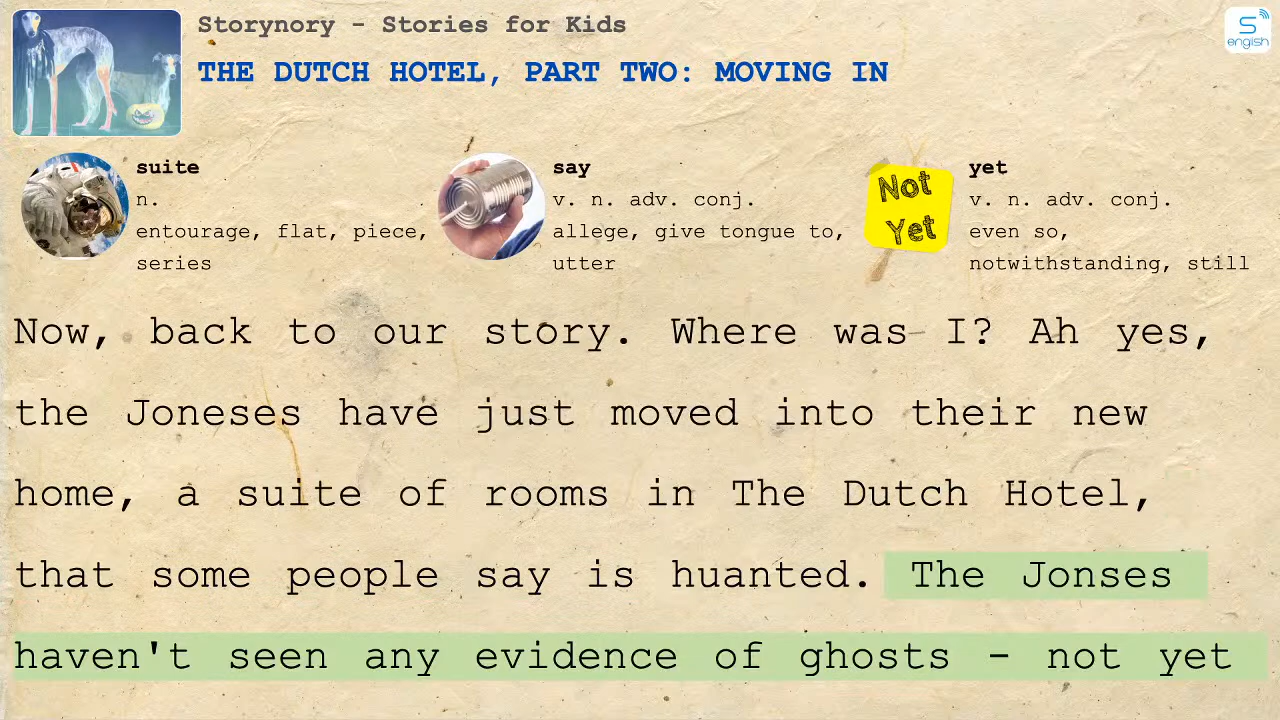 Storynory - Stories for Kids
THE DUTCH HOTEL, PART TWO: MOVING IN
S
english
suite
n.
entourage, flat, piece,
series
say
v. n. adv. conj.
allege, give tongue to,
utter
Not
Yet
yet
v. n. adv. conj.
even so,
notwithstanding, still
Now, back to our story. Where was I? Ah yes,
the Joneses have just moved into their new
home, a suite of rooms in The Dutch Hotel,
that some people say is huanted. The Jonses
haven't seen any evidence of ghosts - not yet